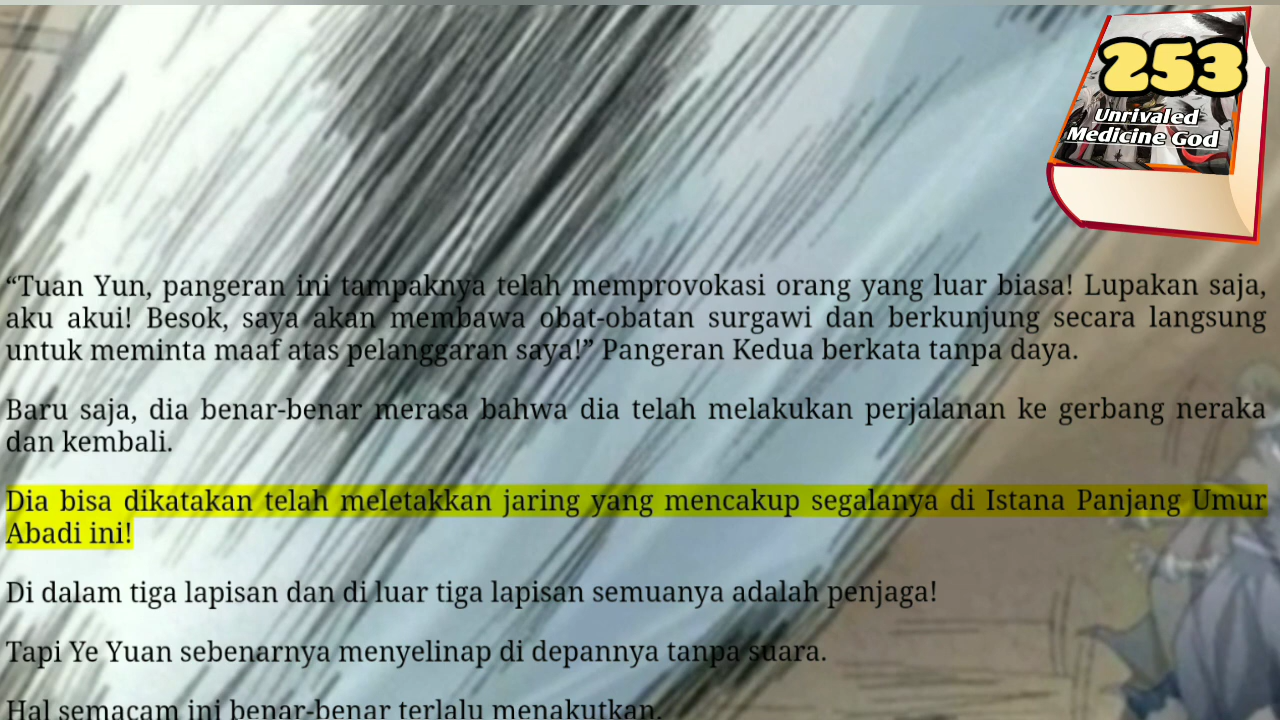 253
Unrivaled
Medicine God
“Tuan Yun, pangeran ini tampaknya telah memprovokasi orang yang luar biasa! Lupakan saja,
aku akui! Besok, saya akan membawa obat-obatan surgawi dan berkunjung secara langsung
untuk meminta maaf atas pelanggaran saya!” Pangeran Kedua berkata tanpa daya.
Baru saja, dia benar-benar merasa bahwa dia telah melakukan perjalanan ke gerbang neraka
dan kembali.
Dia bisa dikatakan telah meletakkan jaring yang mencakup segalanya di Istana Panjang Umur
Abadi ini!
Di dalam tiga lapisan dan di luar tiga lapisan semuanya adalah penjaga!
Tapi Ye Yuan sebenarnya menyelinap di depannya tanpa suara.
Hal semacam ini benar-benar terlalu menakutkan.